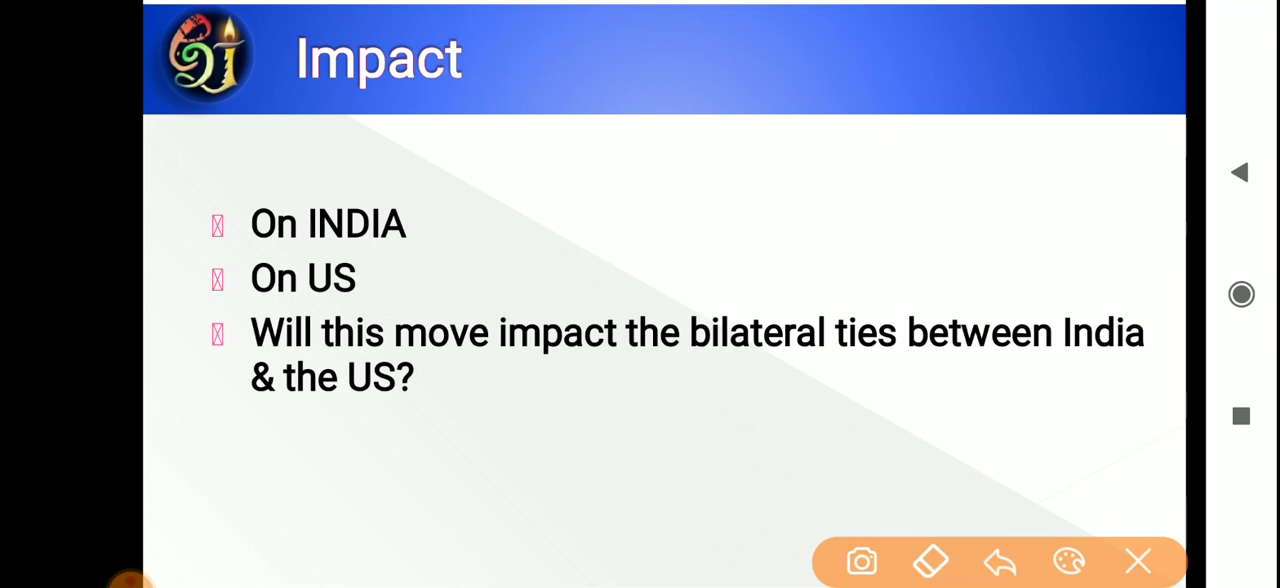 Impact
On INDIA
On US
Will this move impact the bilateral ties between India
& the US?